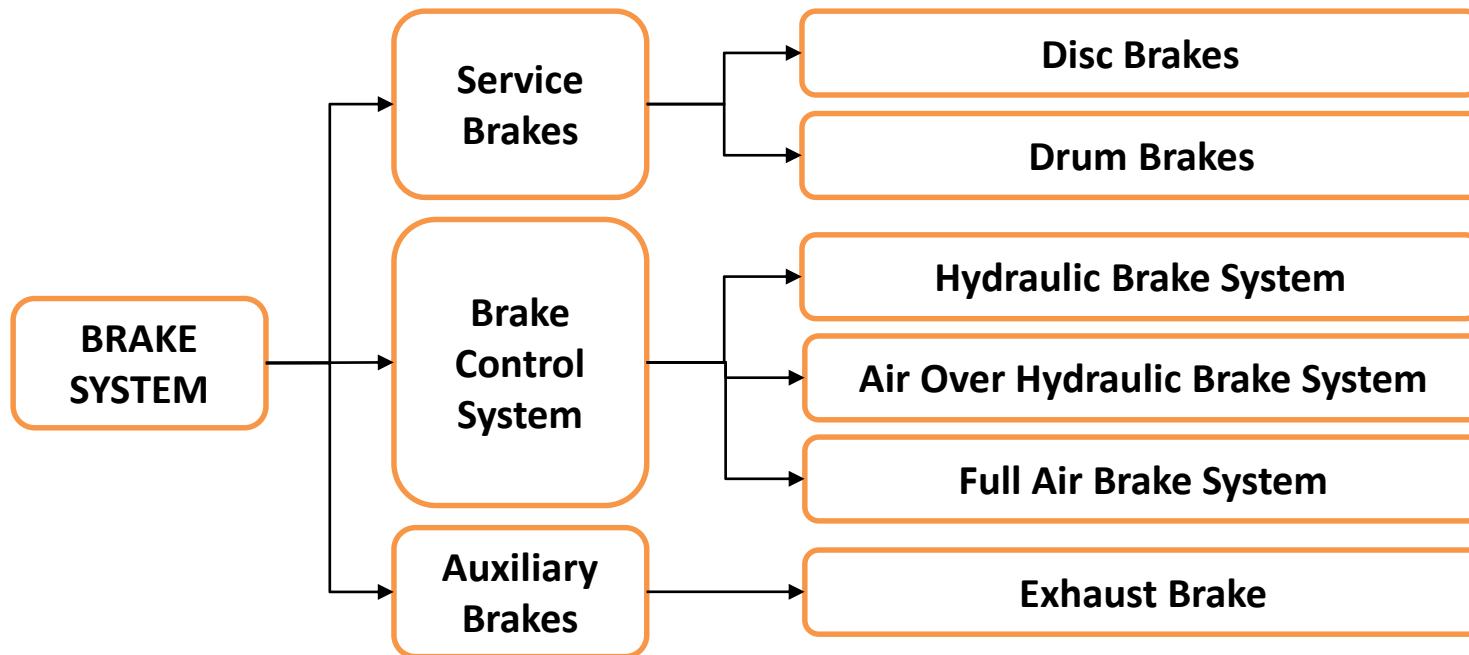 BRAKE
SYSTEM
Service
Brakes
Disc Brakes
Drum Brakes
Brake
Control
System
Hydraulic Brake System
Air Over Hydraulic Brake System
Full Air Brake System
Auxiliary
Brakes
Exhaust Brake